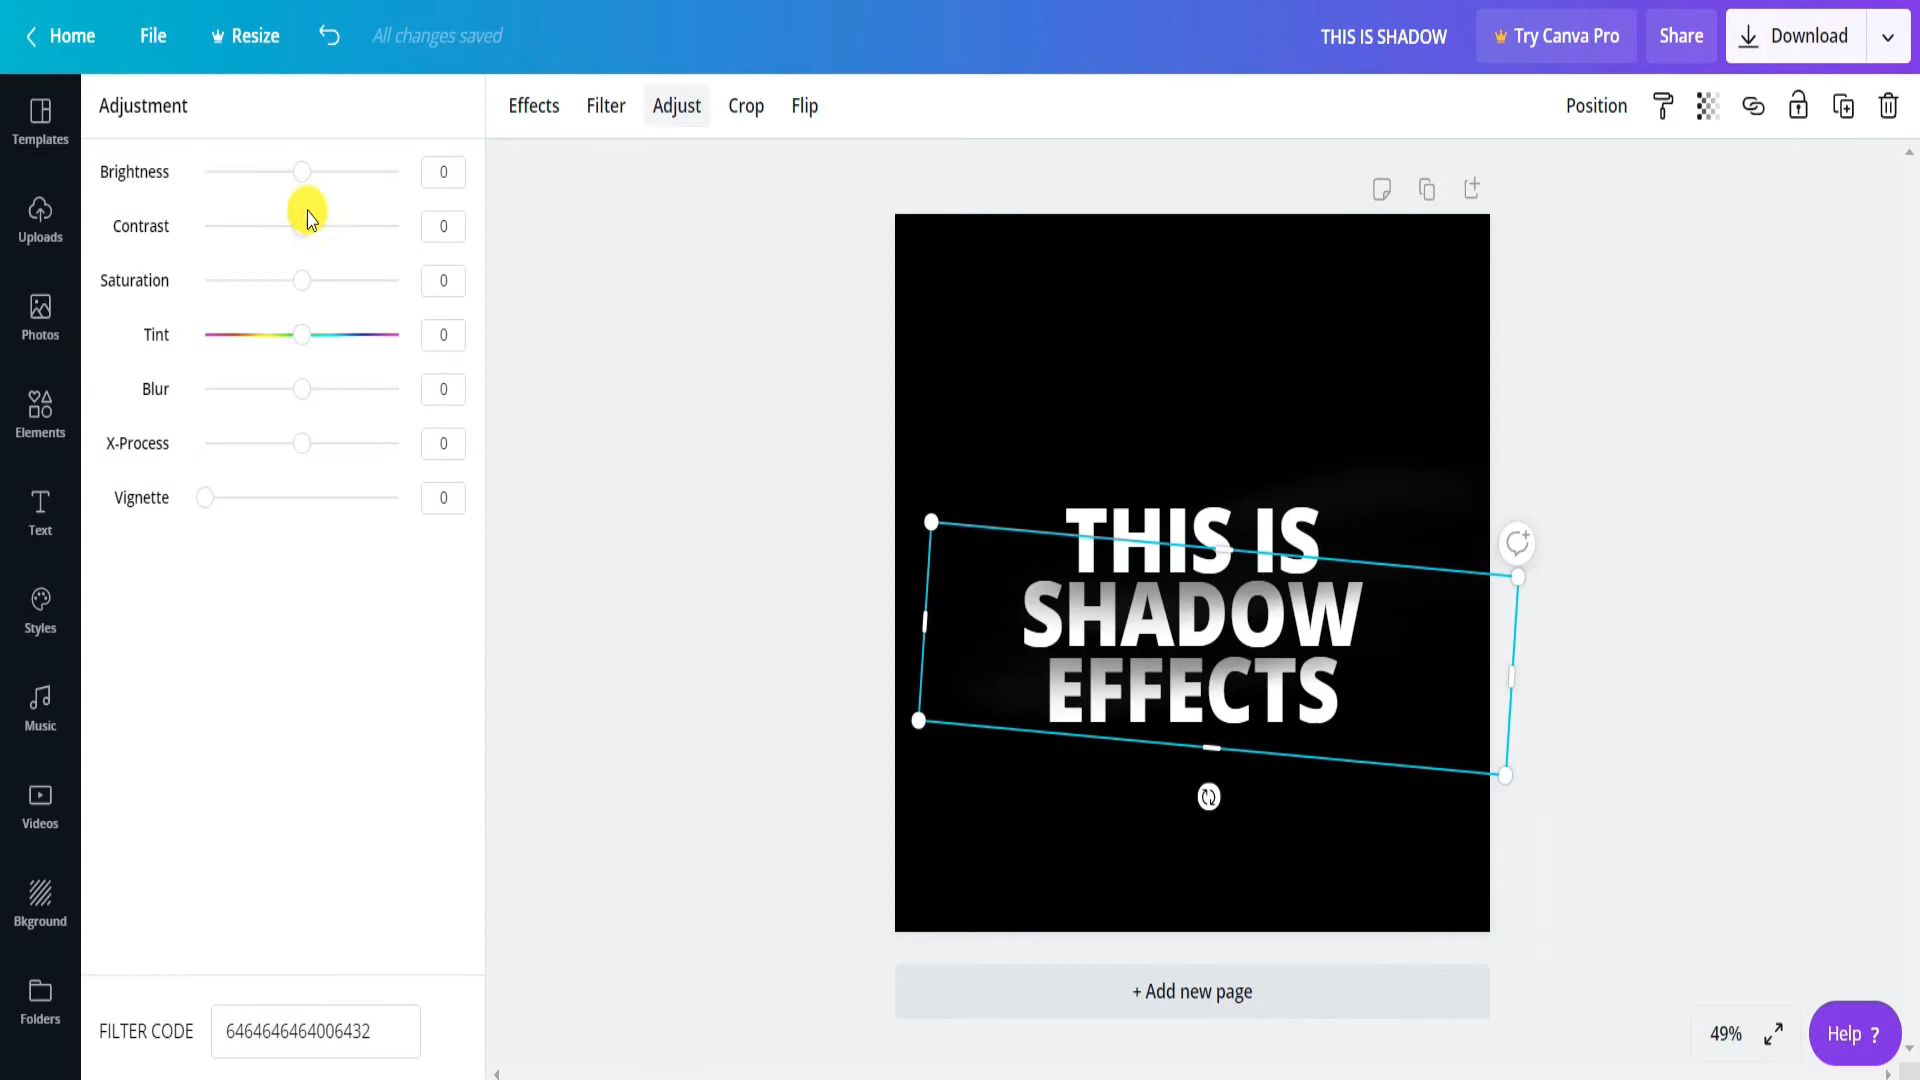 Home File Resize All changes saved THIS IS SHADOW Try Canva Pro Share Download
Templates
Uploads
Photos
Elements
Text
Styles
Music
Videos
Bkground
Folders
Adjustment
Brightness 0
Contrast 0
Saturation 0
Tint 0
Blur 0
X-Process 0
Vignette 0
FILTER CODE 6464646464006432
Effects Filter Adjust Crop Flip Position
THIS IS
SHADOW
EFFECTS
+ Add new page
49% Help ?